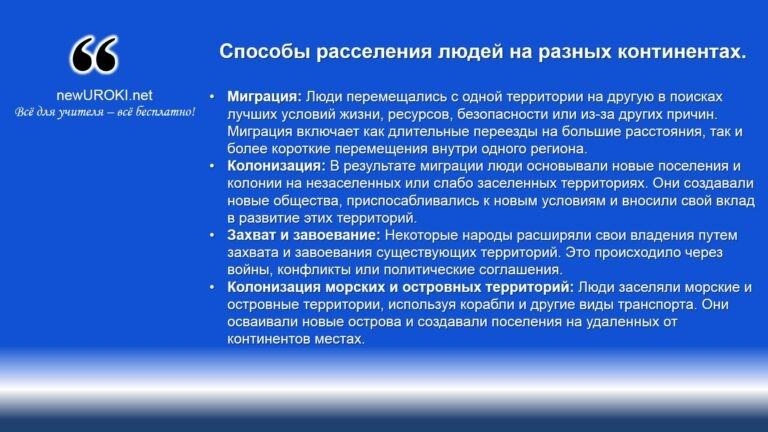 Способы расселения людей на разных континентах.
newUROKI.net
Всё для учителя – всё бесплатно!
• Миграция: Люди перемещались с одной территории на другую в поисках
лучших условий жизни, ресурсов, безопасности или из-за других причин.
Миграция включает как длительные переезды на большие расстояния, так и
более короткие перемещения внутри одного региона.
• Колонизация: В результате миграции люди основывали новые поселения и
колонии на незаселенных или слабо заселенных территориях. Они создавали
новые общества, приспосабливались к новым условиям и вносили свой вклад
в развитие этих территорий.
• Захват и завоевание: Некоторые народы расширяли свои владения путем
захвата и завоевания существующих территорий. Это происходило через
войны, конфликты или политические соглашения.
• Колонизация морских и островных территорий: Люди заселяли морские и
островные территории, используя корабли и другие виды транспорта. Они
осваивали новые острова и создавали поселения на удаленных от
континентов местах.